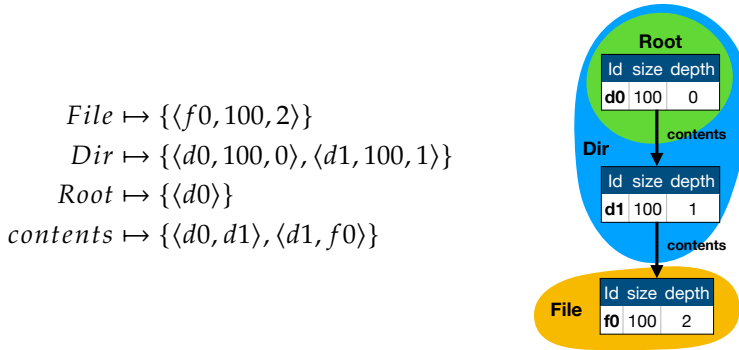 File ↦ {⟨f0, 100, 2⟩}
Dir ↦ {⟨d0, 100, 0⟩, ⟨d1, 100, 1⟩}
Root ↦ {⟨d0⟩}
contents ↦ {⟨d0, d1⟩, ⟨d1, f0⟩}
Root
Id size depth
d0 100 0
contents
Dir
Id size depth
d1 100 1
contents
File
Id size depth
f0 100 2